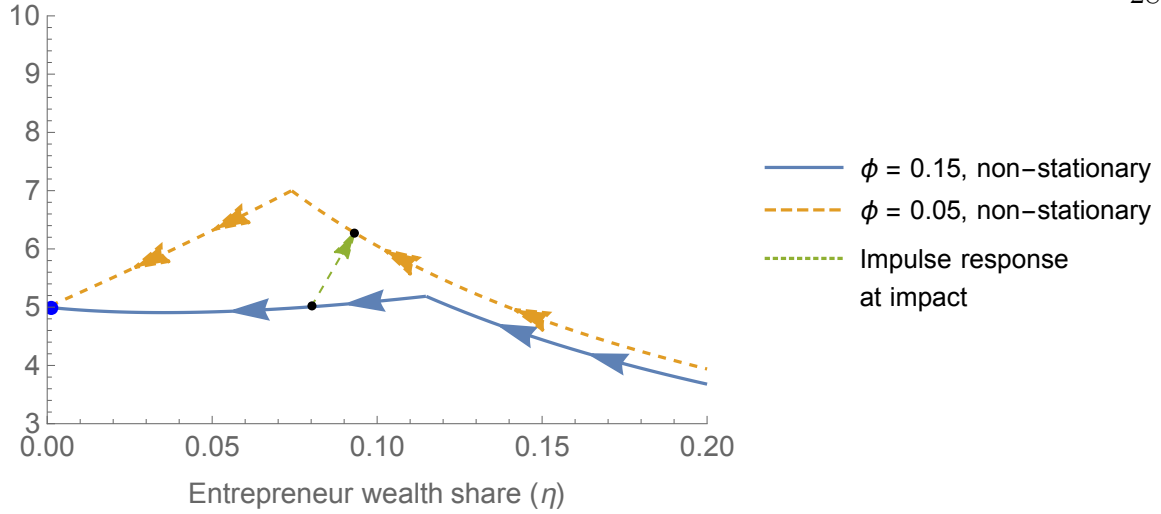 10
9
8
7
6
5
4
3
0.00 0.05 0.10 0.15 0.20
Entrepreneur wealth share (η)
ϕ = 0.15, non−stationary
ϕ = 0.05, non−stationary
Impulse response
at impact